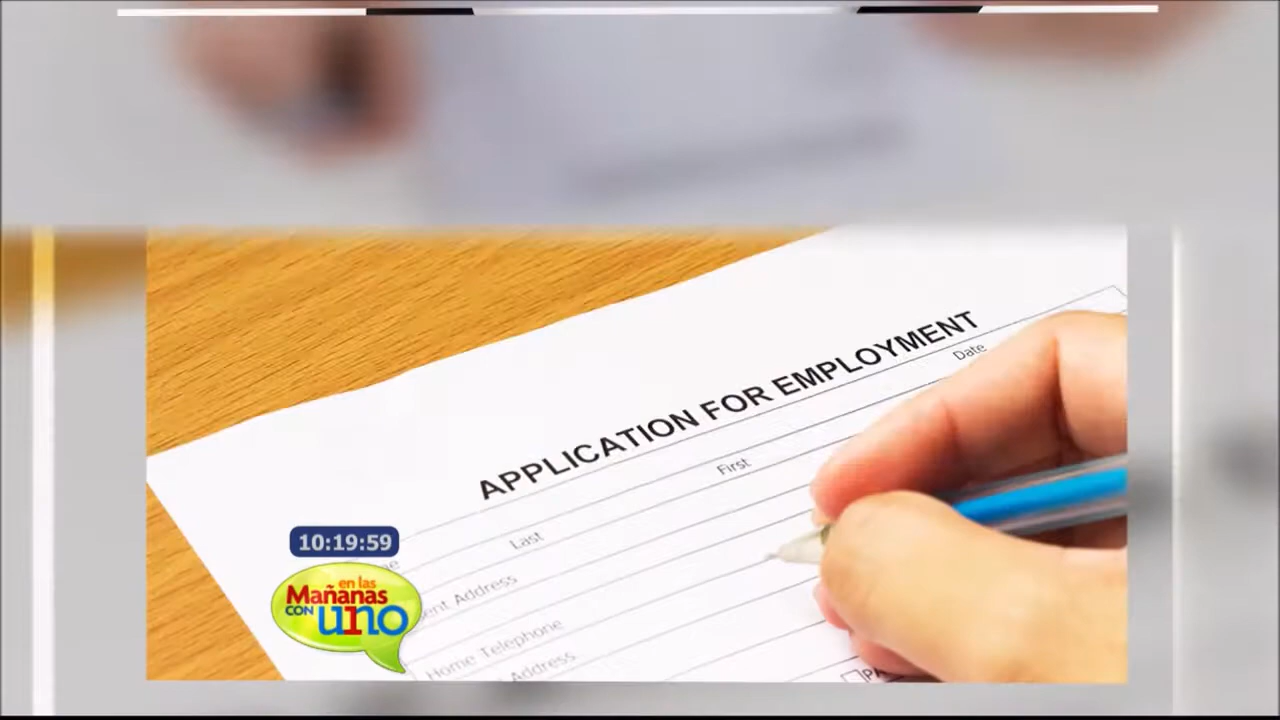 APPLICATION FOR EMPLOYMENT
Date
First
Last
Address
Home Telephone
Address
10:19:59
en las
Mañanas
CON uno